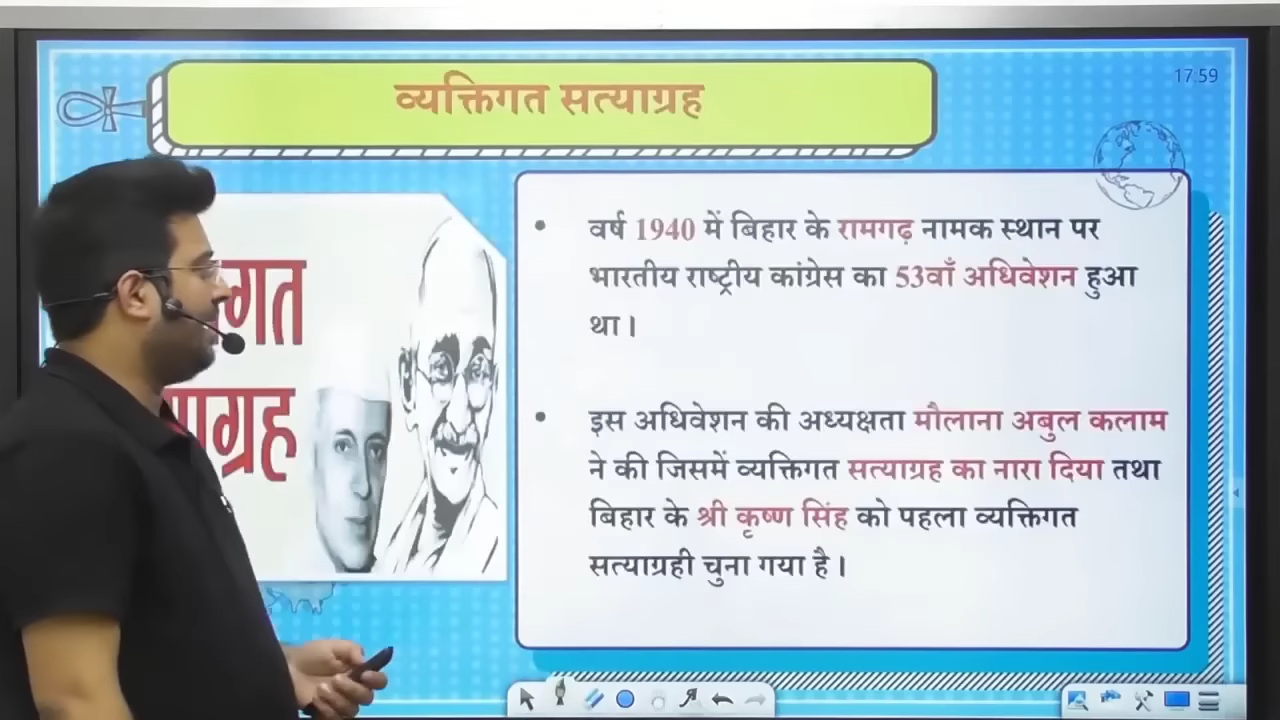 व्यक्तिगत सत्याग्रह
17:59
वर्ष 1940 में बिहार के रामगढ़ नामक स्थान पर
भारतीय राष्ट्रीय कांग्रेस का 53वाँ अधिवेशन हुआ
था।
इस अधिवेशन की अध्यक्षता मौलाना अबुल कलाम
ने की जिसमें व्यक्तिगत सत्याग्रह का नारा दिया तथा
बिहार के श्री कृष्ण सिंह को पहला व्यक्तिगत
सत्याग्रही चुना गया है।